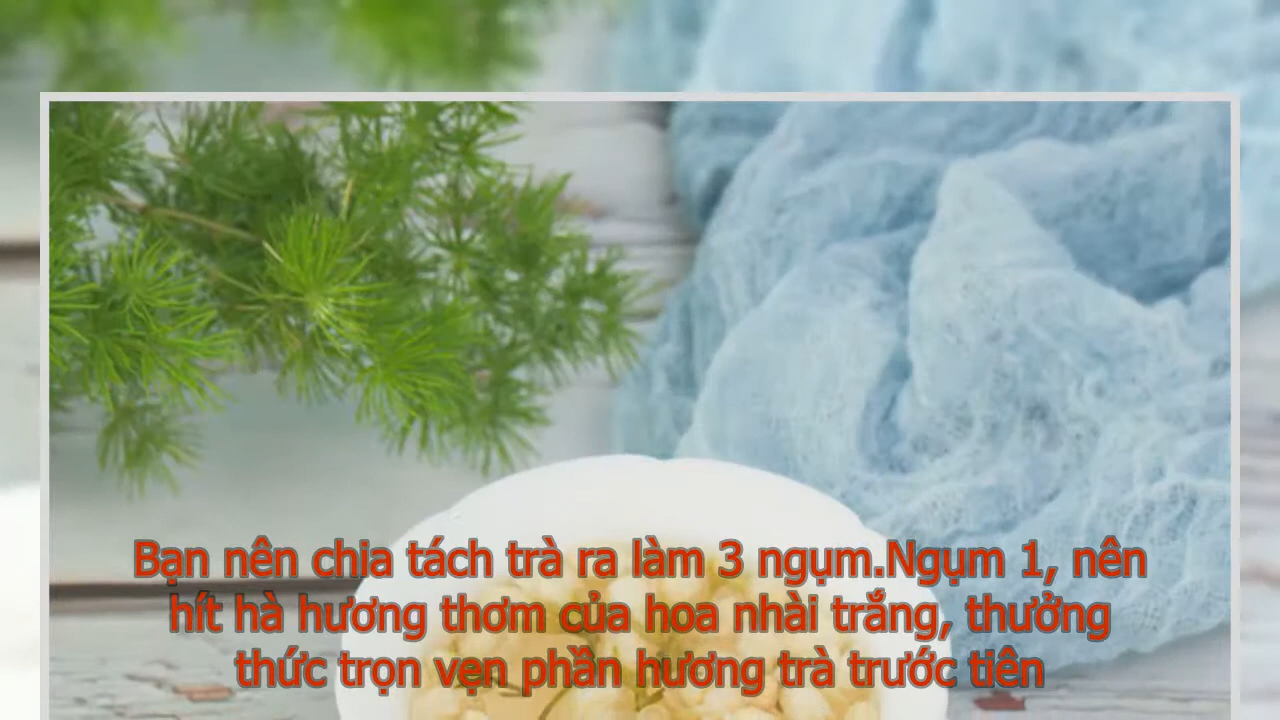 Bạn nên chia tách trà ra làm 3 ngụm.Ngụm 1, nên
hít hà hương thơm của hoa nhài trắng, thưởng
thức trọn vẹn phần hương trà trước tiên